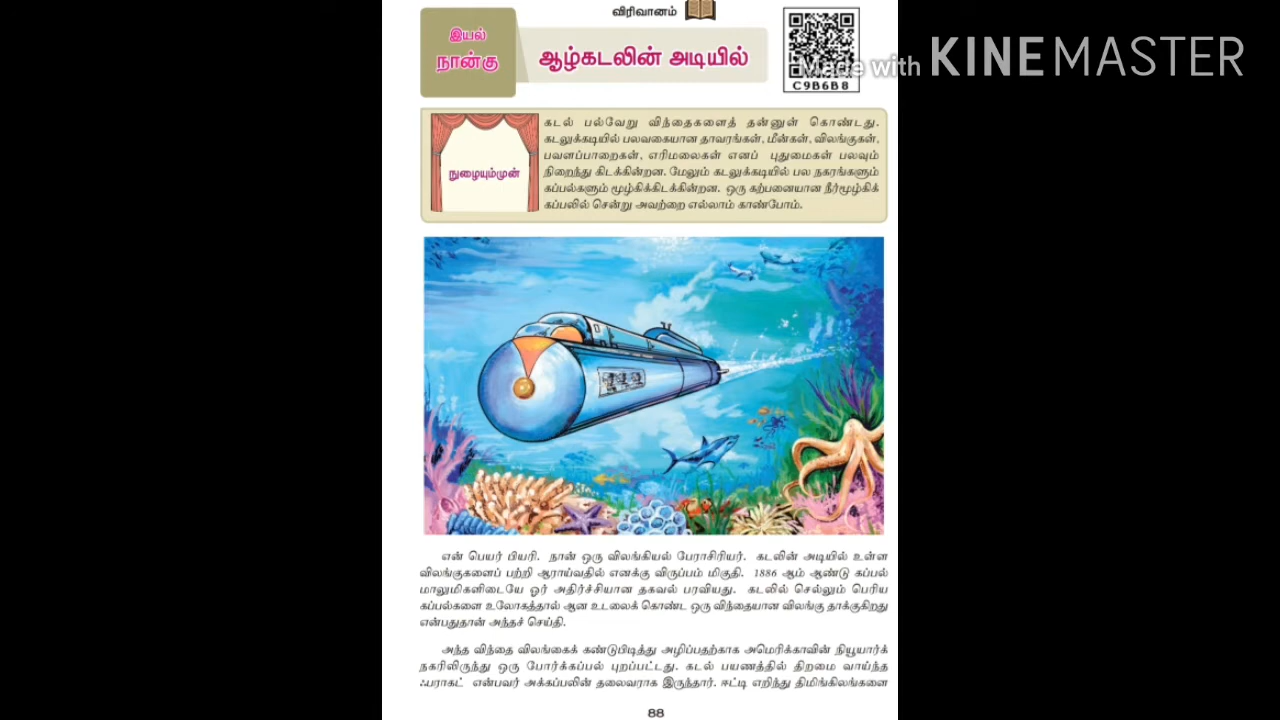 விரிவானம்
இயல்
நான்கு
ஆழ்கடலின் அடியில்
C9B6B8
Made with KINEMASTER
நுழையும்முன்
கடல் பல்வேறு விந்தைகளைத் தன்னுள் கொண்டது.
கடலுக்கடியில் பலவகையான தாவரங்கள், மீன்கள், விலங்குகள்,
பவளப்பாறைகள், எரிமலைகள் எனப் புதுமைகள் பலவும்
நிறைந்து கிடக்கின்றன. மேலும் கடலுக்கடியில் பல நகரங்களும்
கப்பல்களும் மூழ்கிக்கிடக்கின்றன. ஒரு கற்பனையான நீர்மூழ்கிக்
கப்பலில் சென்று அவற்றை எல்லாம் காண்போம்.
என் பெயர் பியரி. நான் ஒரு விலங்கியல் பேராசிரியர். கடலின் அடியில் உள்ள
விலங்குகளைப் பற்றி ஆராய்வதில் எனக்கு விருப்பம் மிகுதி. 1886 ஆம் ஆண்டு கப்பல்
மாலுமிகளிடையே ஓர் அதிர்ச்சியான தகவல் பரவியது. கடலில் செல்லும் பெரிய
கப்பல்களை உலோகத்தால் ஆன உடலைக் கொண்ட ஒரு விந்தையான விலங்கு தாக்குகிறது
என்பதுதான் அந்தச் செய்தி.
அந்த விந்தை விலங்கைக் கண்டுபிடித்து அழிப்பதற்காக அமெரிக்காவின் நியூயார்க்
நகரிலிருந்து ஒரு போர்க்கப்பல் புறப்பட்டது. கடல் பயணத்தில் திறமை வாய்ந்த
ஃபராகட் என்பவர் அக்கப்பலின் தலைவராக இருந்தார். ஈட்டி எறிந்து திமிங்கிலங்களை
88